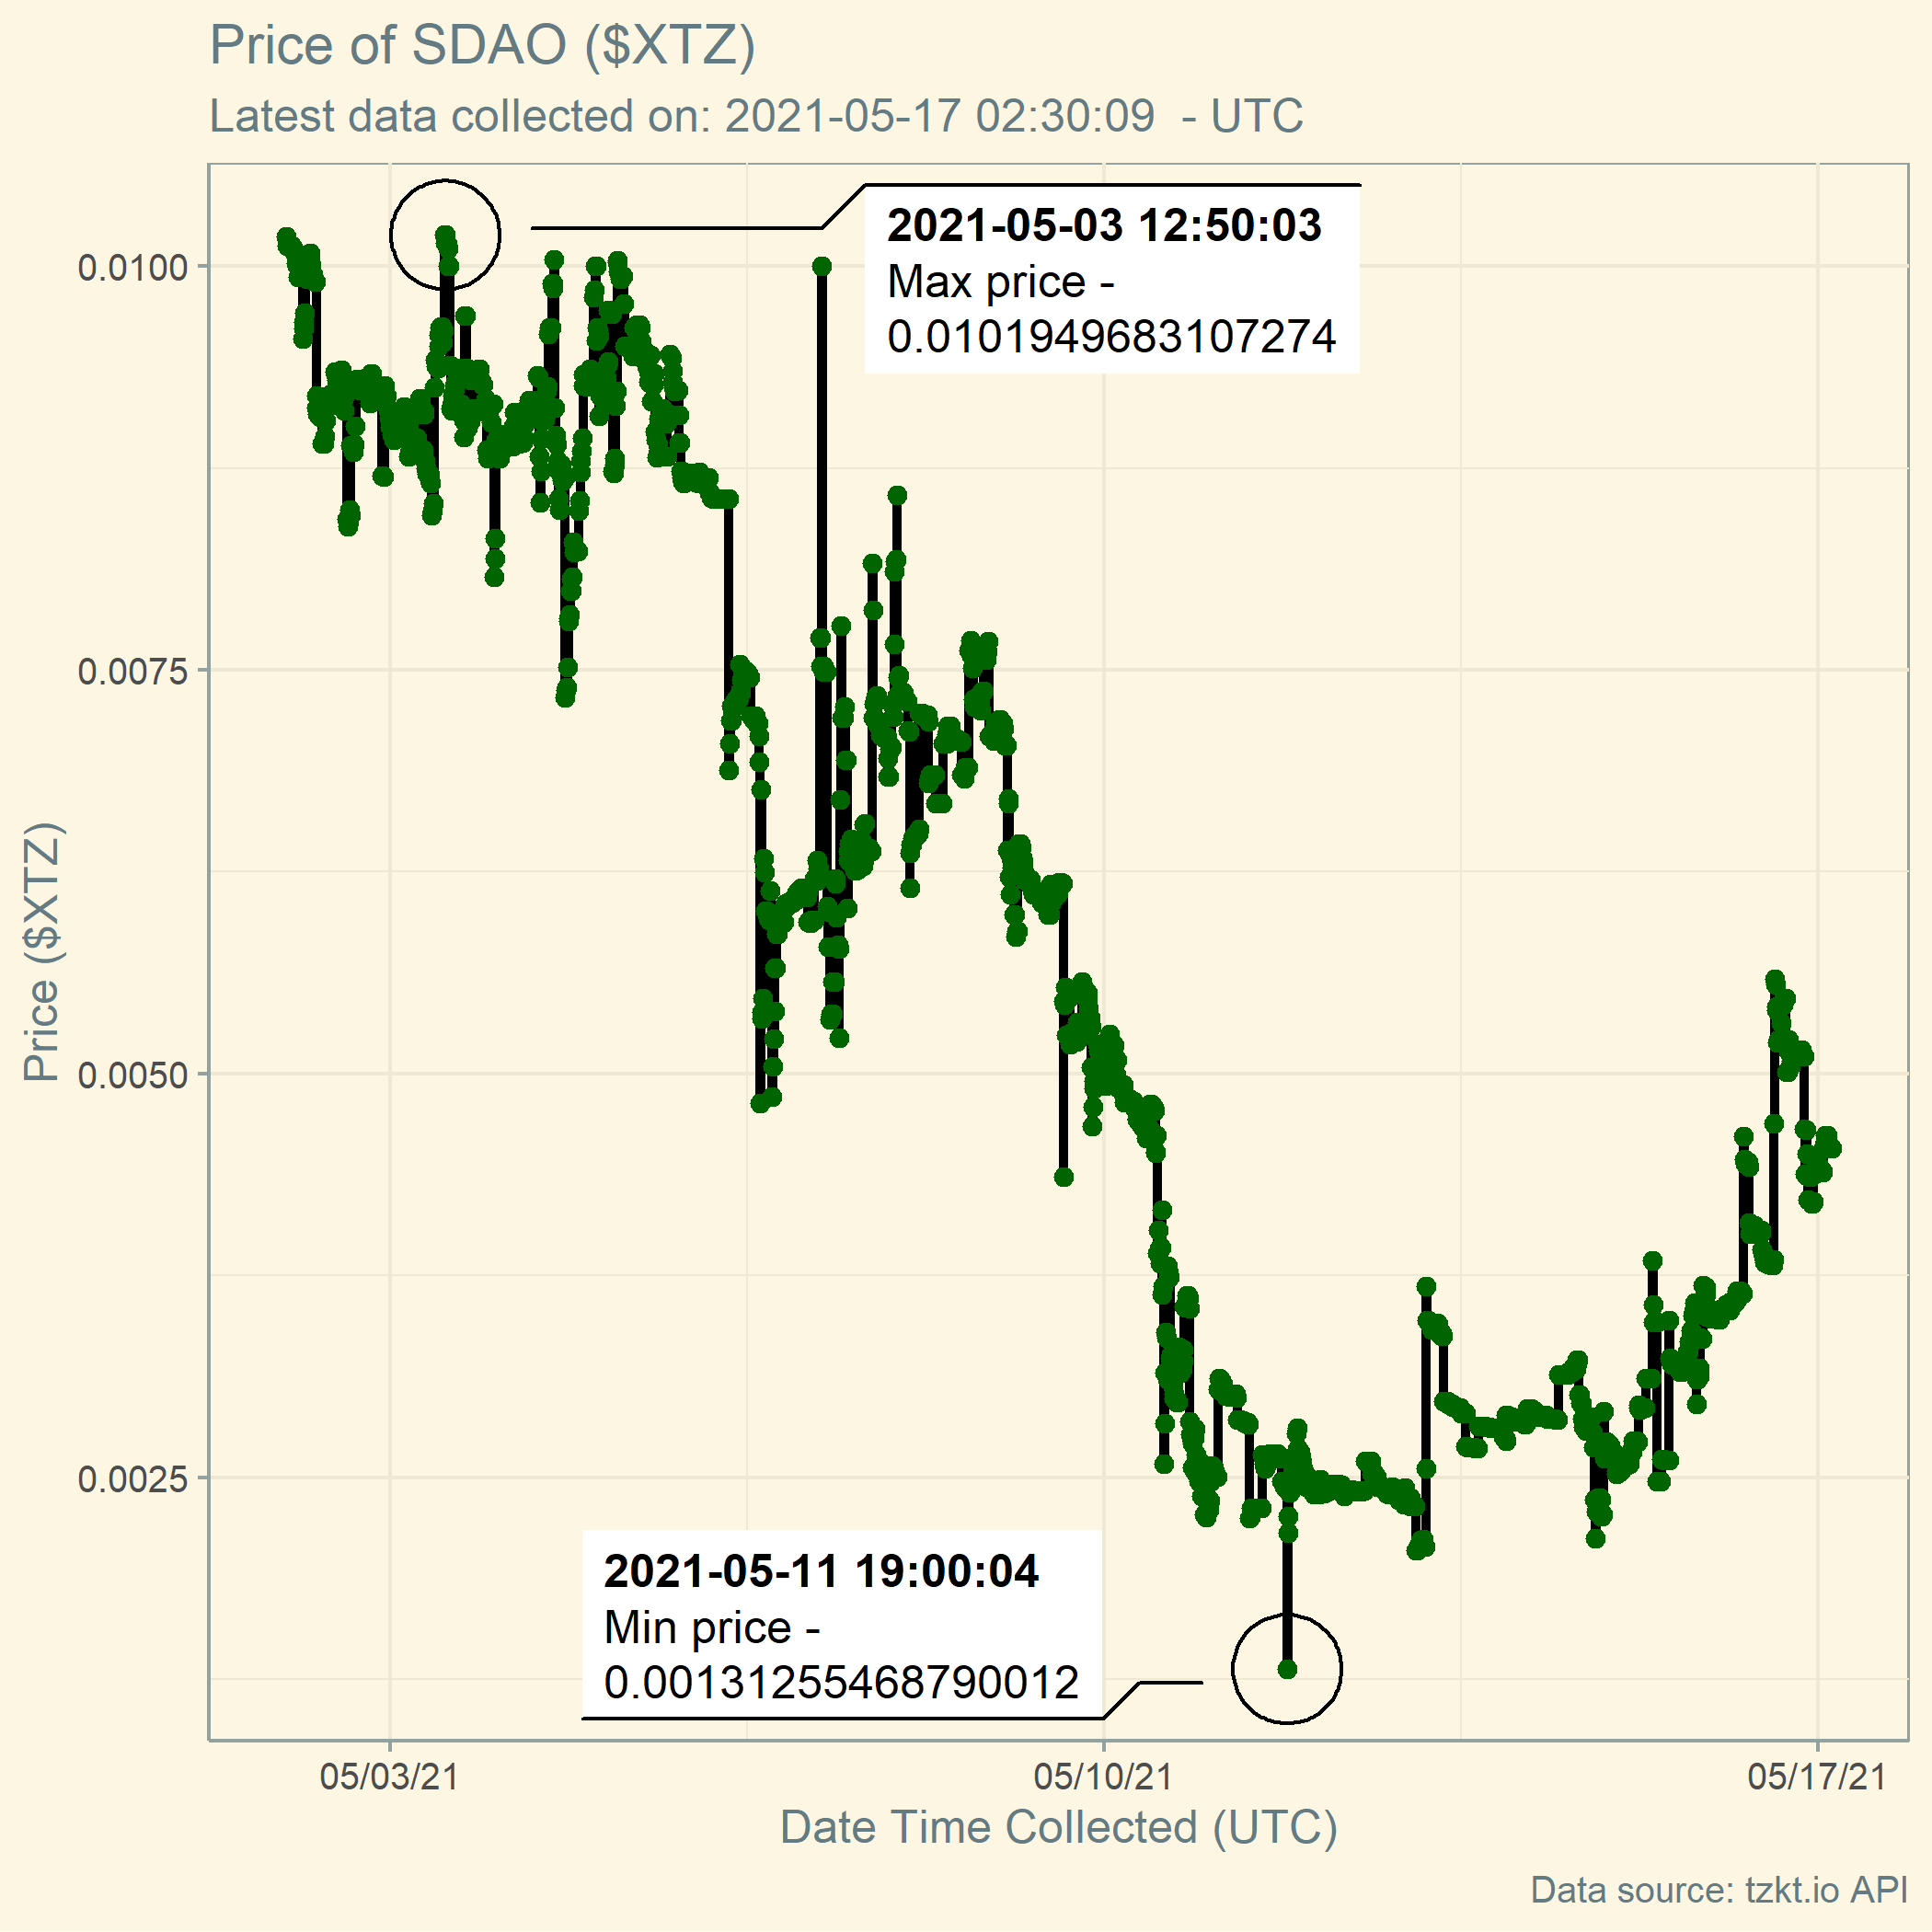 Price of SDAO ($XTZ)
Latest data collected on: 2021-05-17 02:30:09  - UTC
2021-05-03 12:50:03
Max price -
0.0101949683107274
0.0100
0.0075
Price ($XTZ)
0.0050
0.0025
2021-05-11 19:00:04
Min price -
0.00131255468790012
05/03/21
05/10/21
05/17/21
Date Time Collected (UTC)
Data source: tzkt.io API